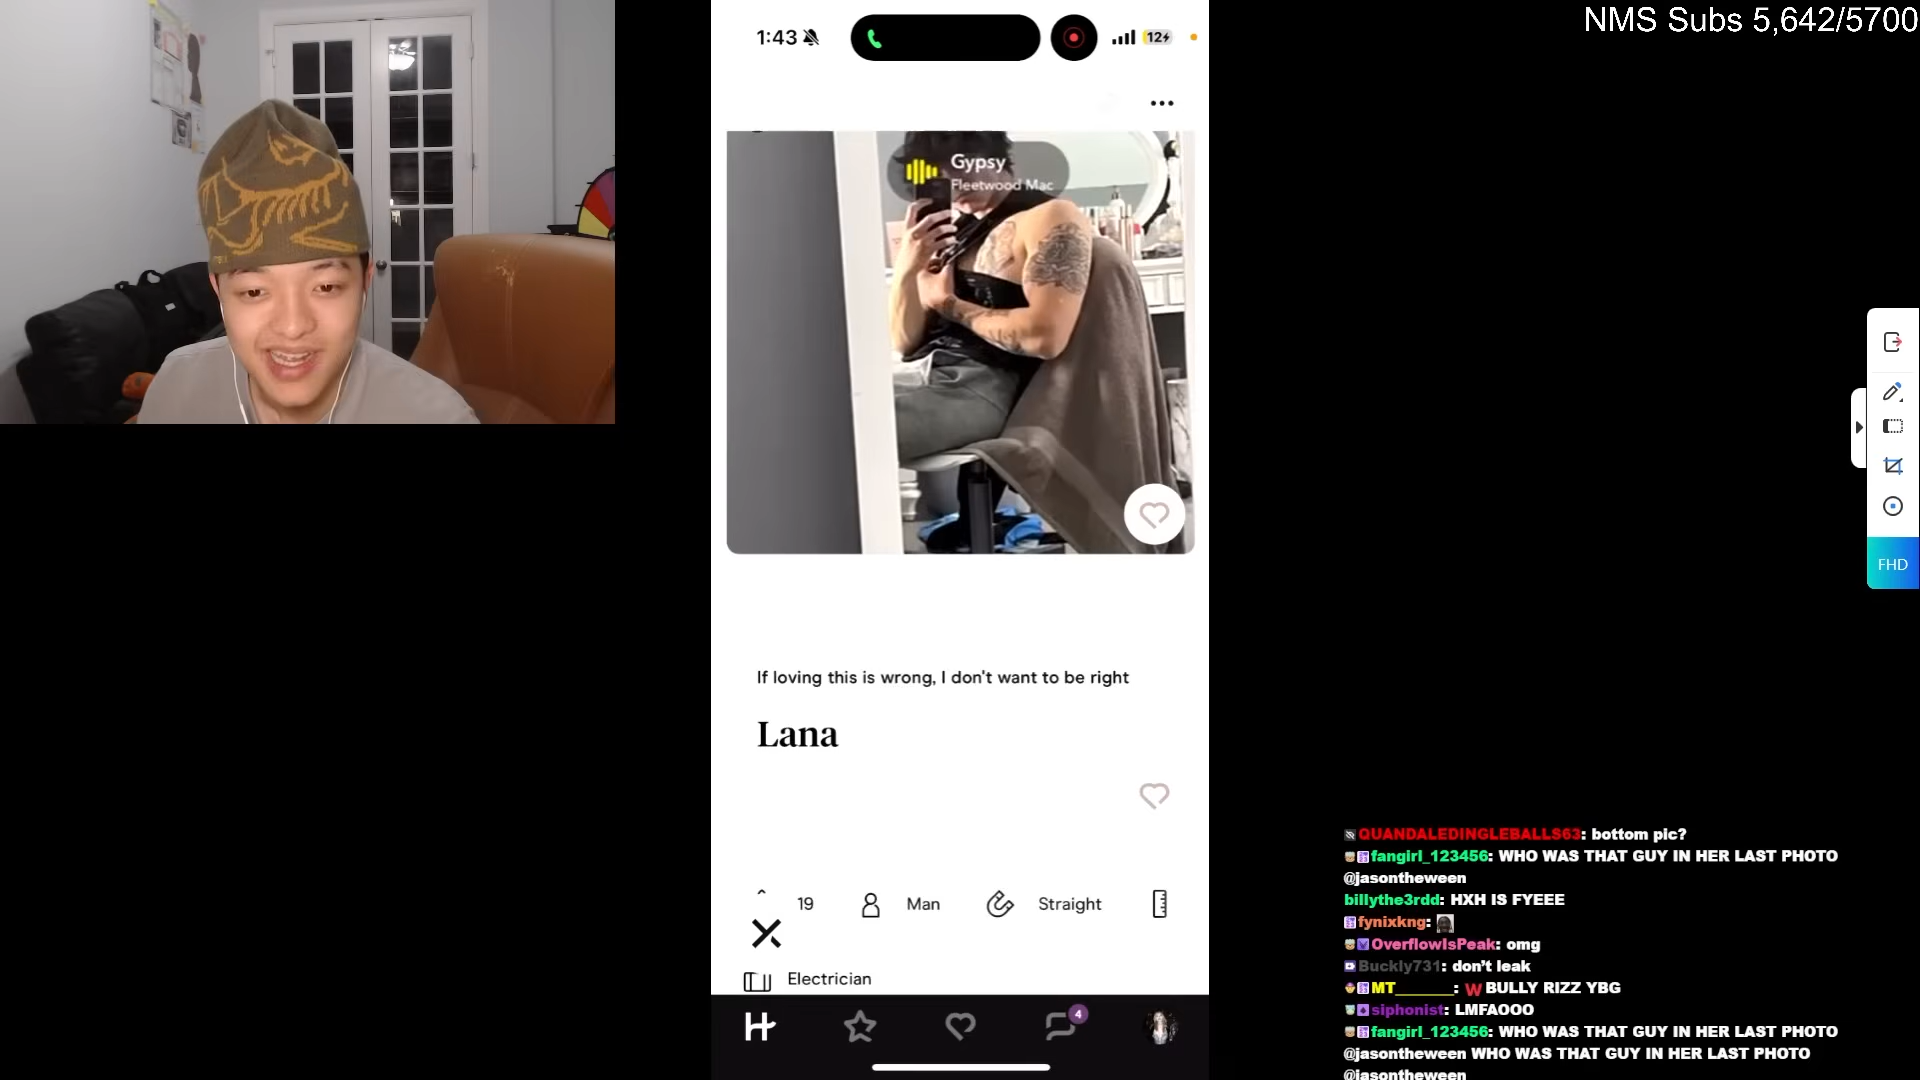 NMS Subs 5,642/5700
1:43
12
Gypsy
Fleetwood Mac
If loving this is wrong, I don't want to be right
Lana
19 Man Straight
Electrician
4
FHD
QUANDALEDINGLEBALLS63: bottom pic?
fangirl_123456: WHO WAS THAT GUY IN HER LAST PHOTO
@jasontheween
billythe3rdd: HXH IS FYEEE
fynixkng:
OverflowIsPeak: omg
Buckly731: don't leak
MT______: W BULLY RIZZ YBG
siphonist: LMFAOOO
fangirl_123456: WHO WAS THAT GUY IN HER LAST PHOTO
@jasontheween WHO WAS THAT GUY IN HER LAST PHOTO
@jasontheween